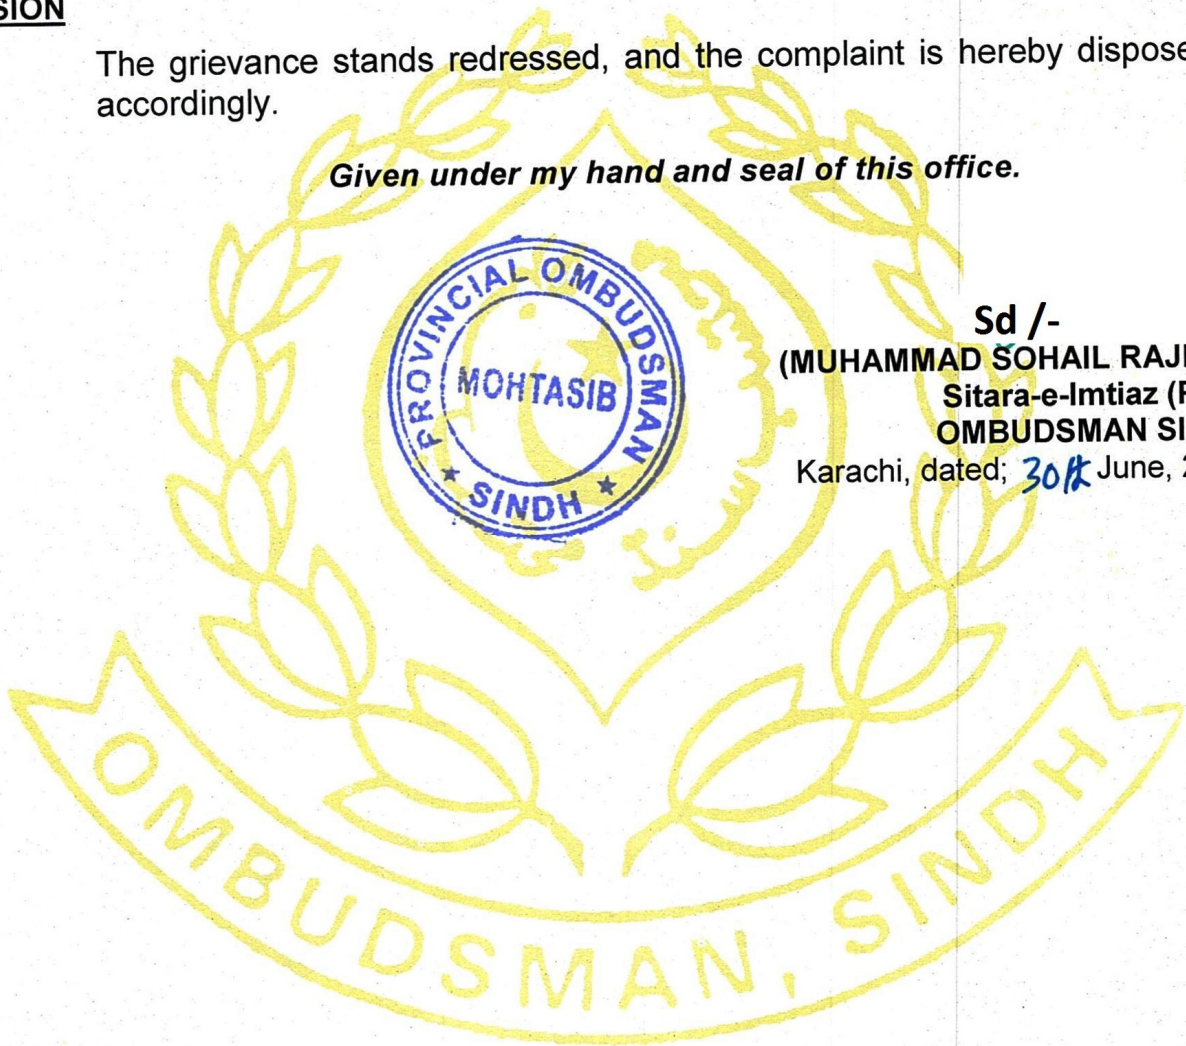 SION
The grievance stands redressed, and the complaint is hereby dispose
accordingly.
Given under my hand and seal of this office.
PROVINCIAL OMBUDSMAN
MOHTASIB
★ SINDH ★
Sd /-
(MUHAMMAD SOHAIL RAJ
Sitara-e-Imtiaz (
OMBUDSMAN SI
Karachi, dated; 30th June, 2
OMBUDSMAN, SINDH